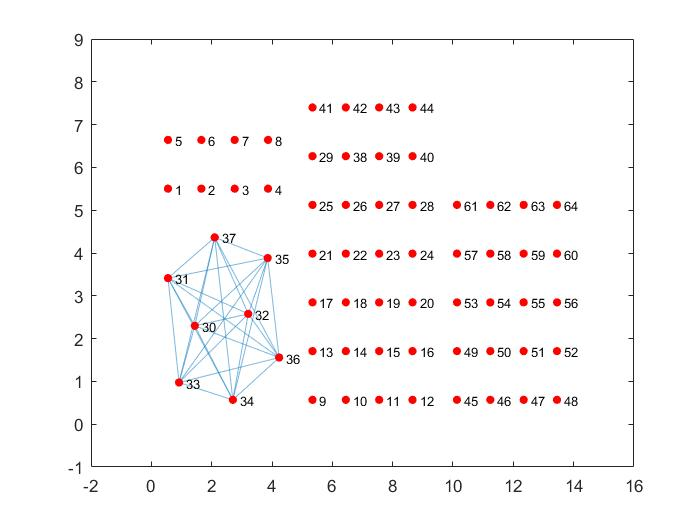 9
8
41 42 43 44
7
5 6 7 8
29 38 39 40
6
1 2 3 4
25 26 27 28 61 62 63 64
5
37
35
21 22 23 24 57 58 59 60
4
31
3
17 18 19 20 53 54 55 56
32
30
2
13 14 15 16 49 50 51 52
36
33
1
34
9 10 11 12 45 46 47 48
0
-1
-2 0 2 4 6 8 10 12 14 16